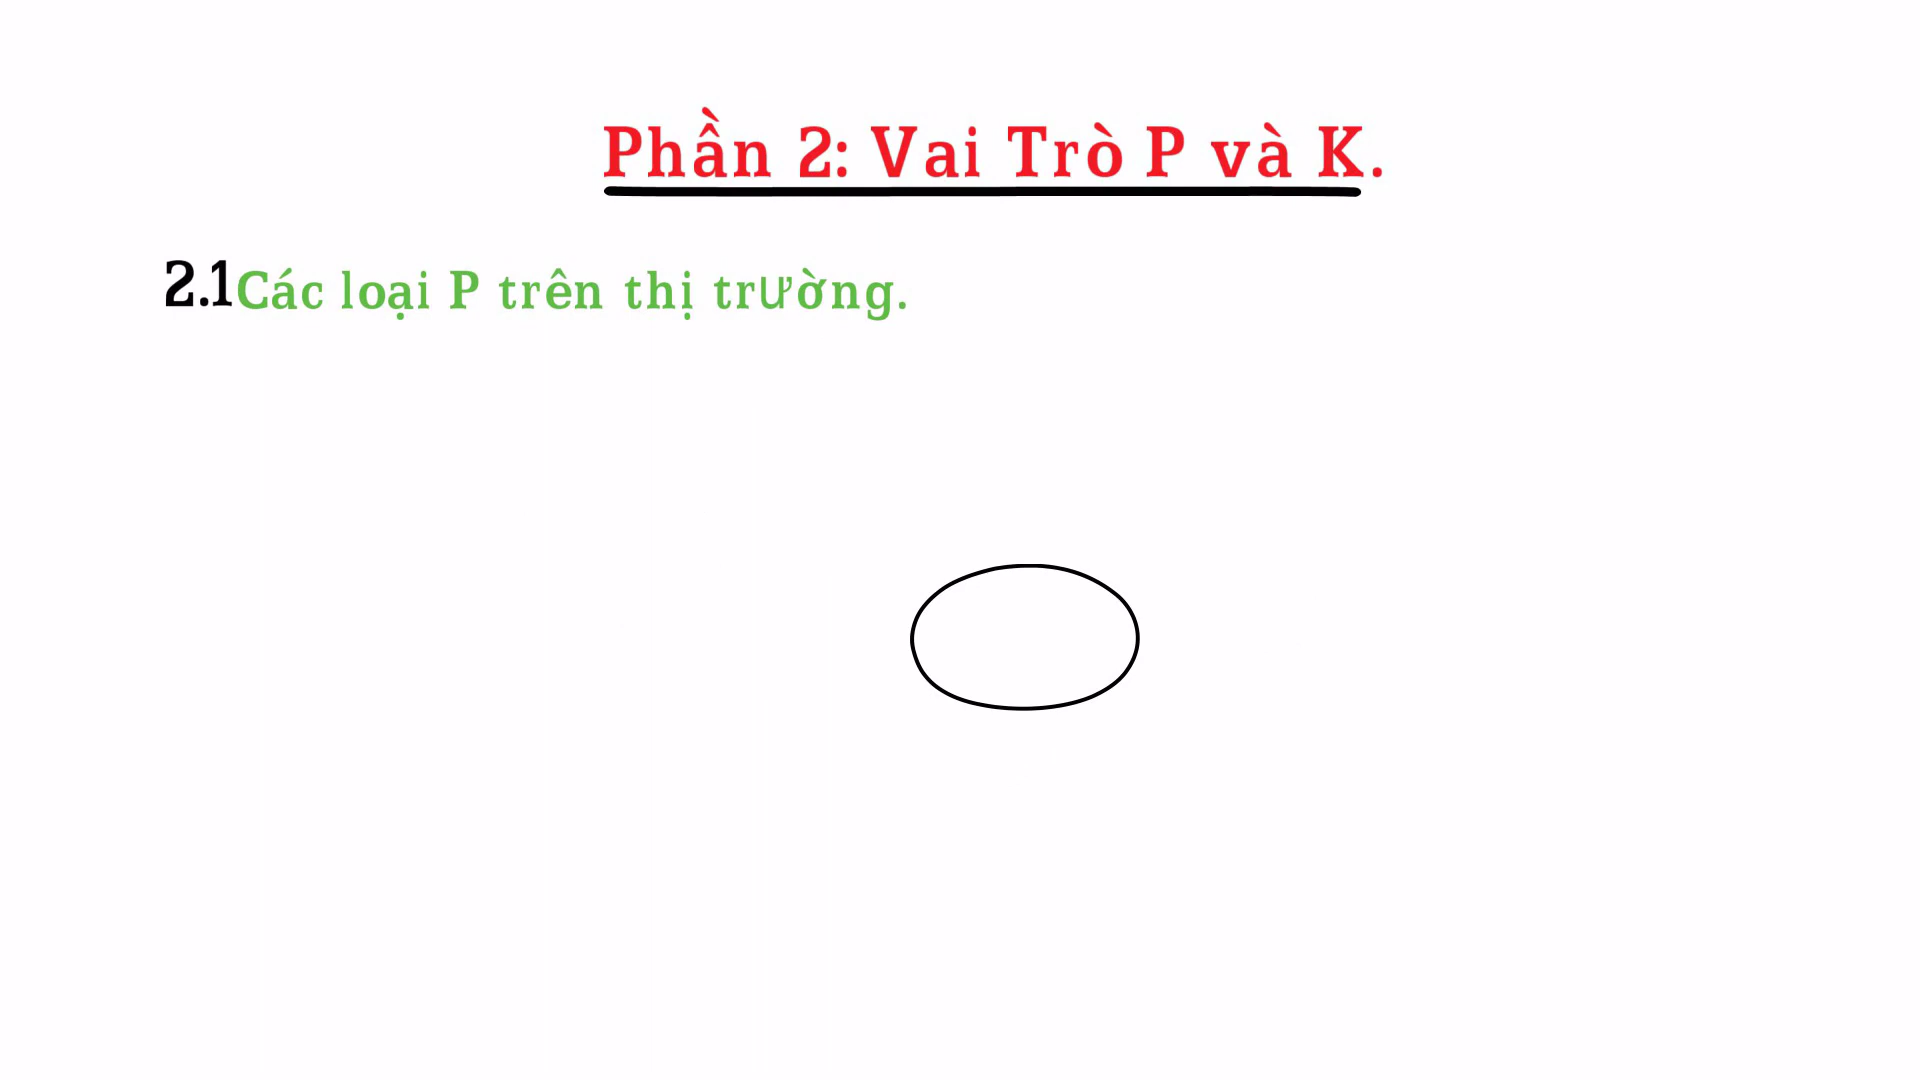 Phần 2: Vai Trò P và K.
2.1Các loại P trên thị trường.